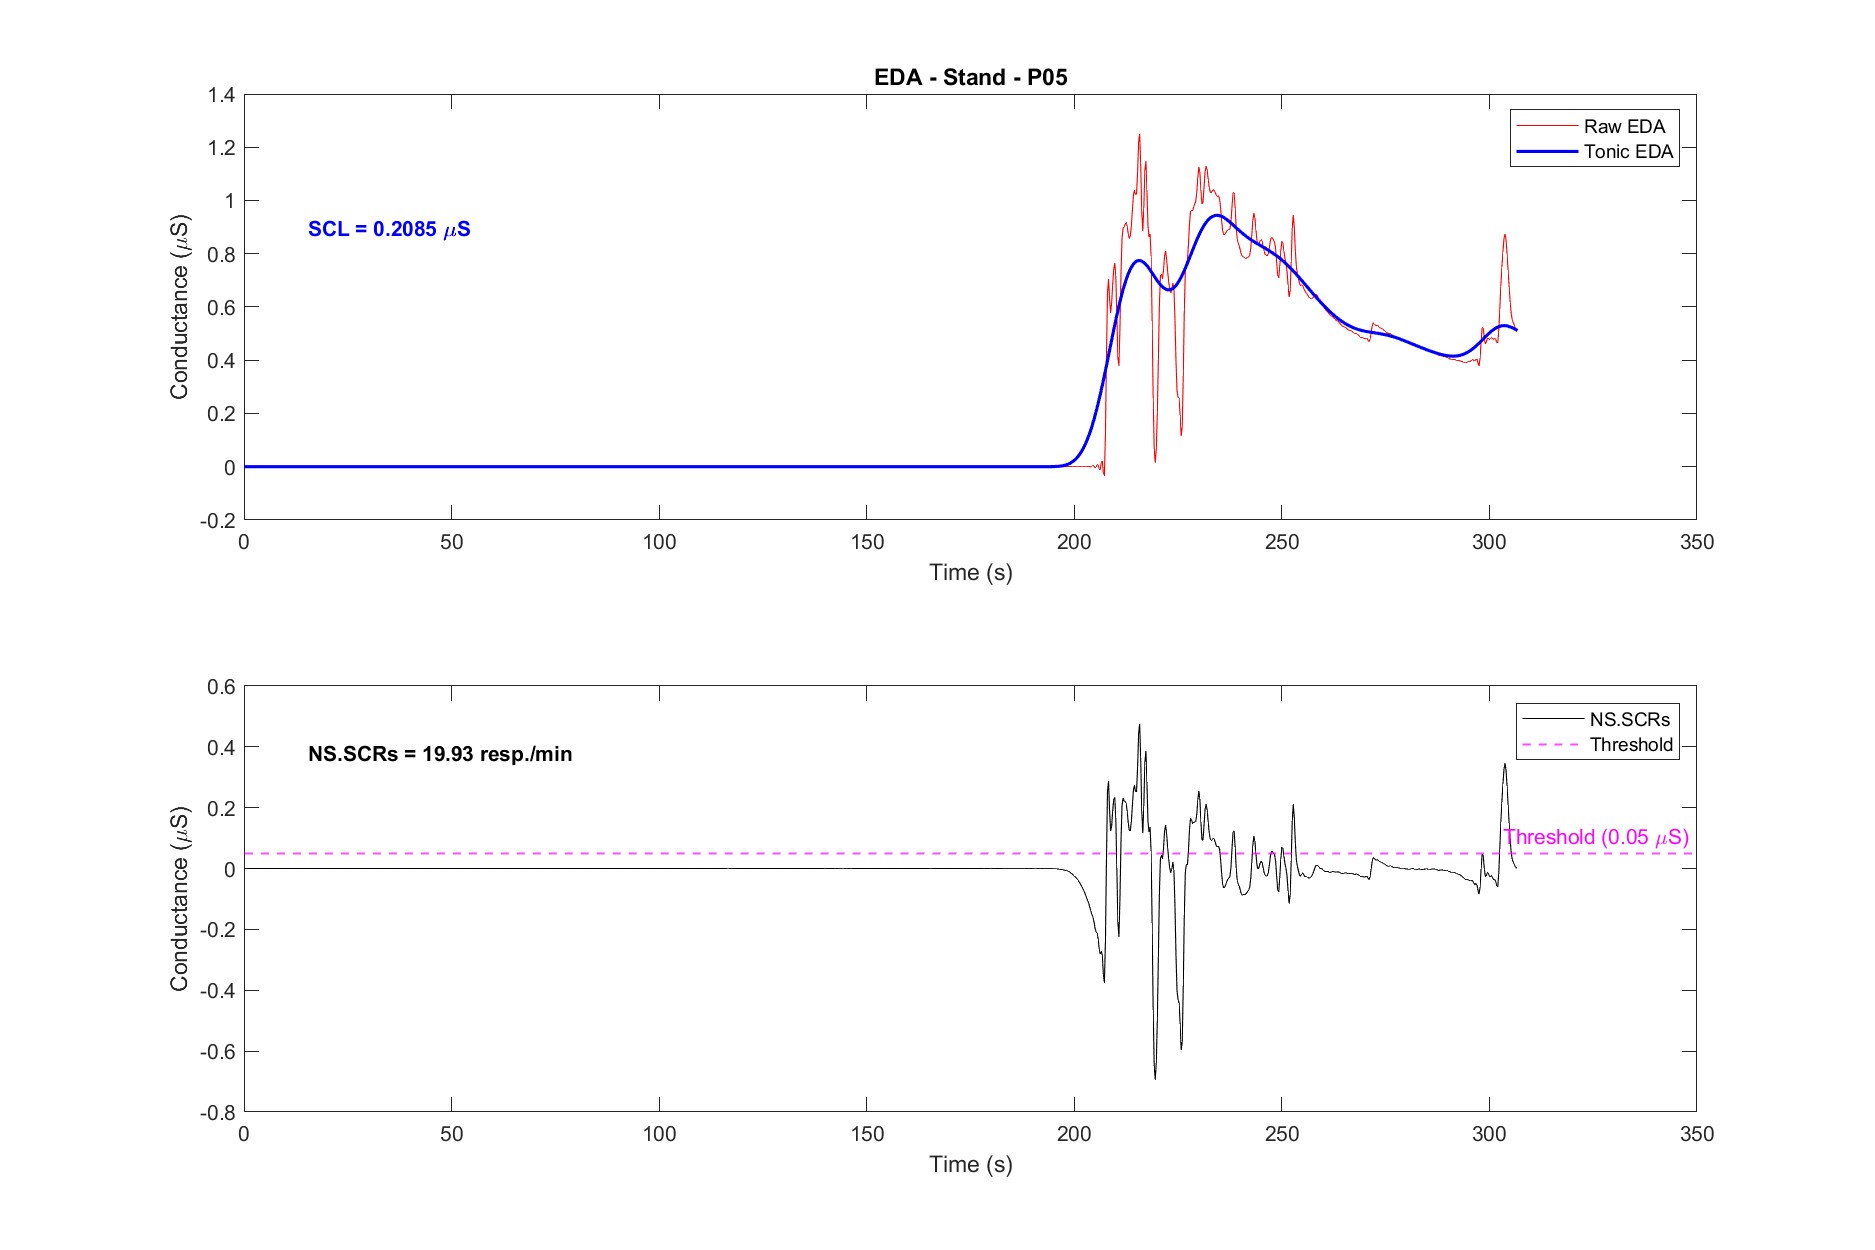 EDA - Stand - P05
1.4
1.2
1
0.8
0.6
0.4
0.2
0
-0.2
Conductance (μS)
SCL = 0.2085 μS
Raw EDA
Tonic EDA
0 50 100 150 200 250 300 350
Time (s)
0.6
0.4
0.2
0
-0.2
-0.4
-0.6
-0.8
Conductance (μS)
NS.SCRs = 19.93 resp./min
NS.SCRs
Threshold
Threshold (0.05 μS)
0 50 100 150 200 250 300 350
Time (s)